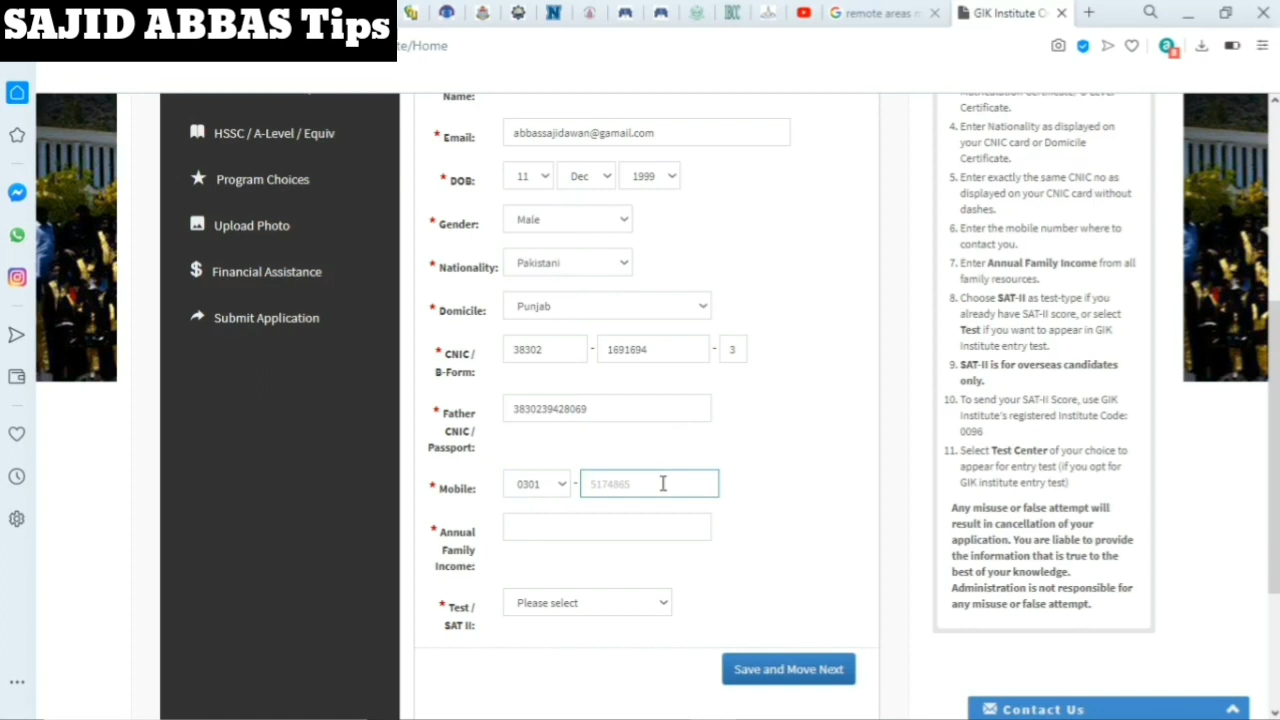 SAJID ABBAS Tips
remote areas m
GIK Institute O
te/Home
HSSC / A-Level / Equiv
Program Choices
Upload Photo
Financial Assistance
Submit Application
Name:
* Email:
abbassajidawan@gamail.com
* DOB:
11
Dec
1999
* Gender:
Male
* Nationality:
Pakistani
* Domicile:
Punjab
* CNIC /
B-Form:
38302
-
1691694
-
3
* Father
CNIC /
Passport:
3830239428069
* Mobile:
0301
-
5174865
* Annual
Family
Income:
* Test /
SAT II:
Please select
Save and Move Next
Certificate.
4. Enter Nationality as displayed on
your CNIC card or Domicile
Certificate.
5. Enter exactly the same CNIC no as
displayed on your CNIC card without
dashes.
6. Enter the mobile number where to
contact you.
7. Enter Annual Family Income from all
family resources.
8. Choose SAT-II as test-type if you
already have SAT-II score, or select
Test if you want to appear in GIK
Institute entry test.
9. SAT-II is for overseas candidates
only.
10. To send your SAT-II Score, use GIK
Institute's registered Institute Code:
0096
11. Select Test Center of your choice to
appear for entry test (if you opt for
GIK institute entry test)
Any misuse or false attempt will
result in cancellation of your
application. You are liable to provide
the information that is true to the
best of your knowledge.
Administration is not responsible for
any misuse or false attempt.
Contact Us